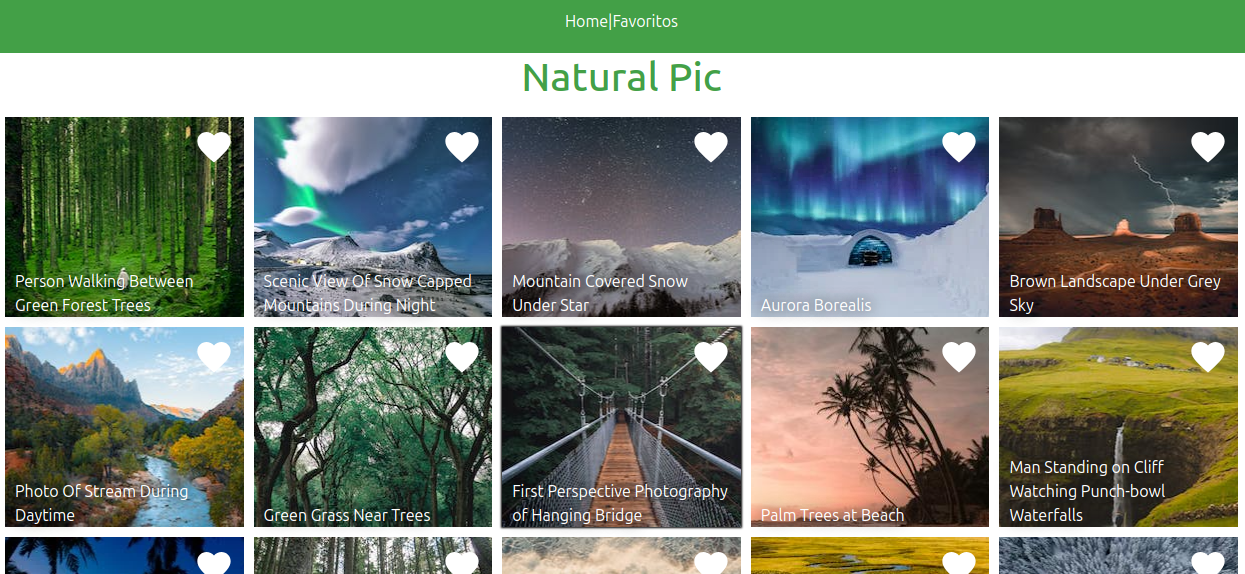 Home|Favoritos
Natural Pic
Person Walking Between
Green Forest Trees
Scenic View Of Snow Capped
Mountains During Night
Mountain Covered Snow
Under Star
Aurora Borealis
Brown Landscape Under Grey
Sky
Photo Of Stream During
Daytime
Green Grass Near Trees
First Perspective Photography
of Hanging Bridge
Palm Trees at Beach
Man Standing on Cliff
Watching Punch-bowl
Waterfalls